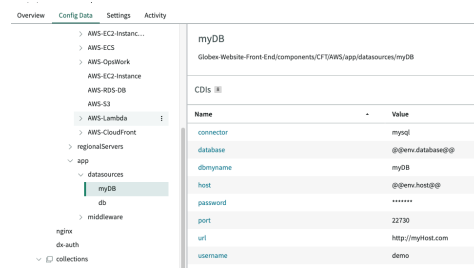 Overview Config Data Settings Activity
AWS-EC2-Instanc...
AWS-ECS
AWS-OpsWork
AWS-EC2-Instance
AWS-RDS-DB
AWS-S3
AWS-Lambda
AWS-CloudFront
regionalServers
app
datasources
myDB
db
middleware
nginx
dx-auth
collections
myDB
Globex-Website-Front-End/components/CFT/AWS/app/datasources/myDB
CDIs 8
Name Value
connector mysql
database @@env.database@@
dbmyname myDB
host @@env.host@@
password *******
port 22730
url http://myHost.com
username demo